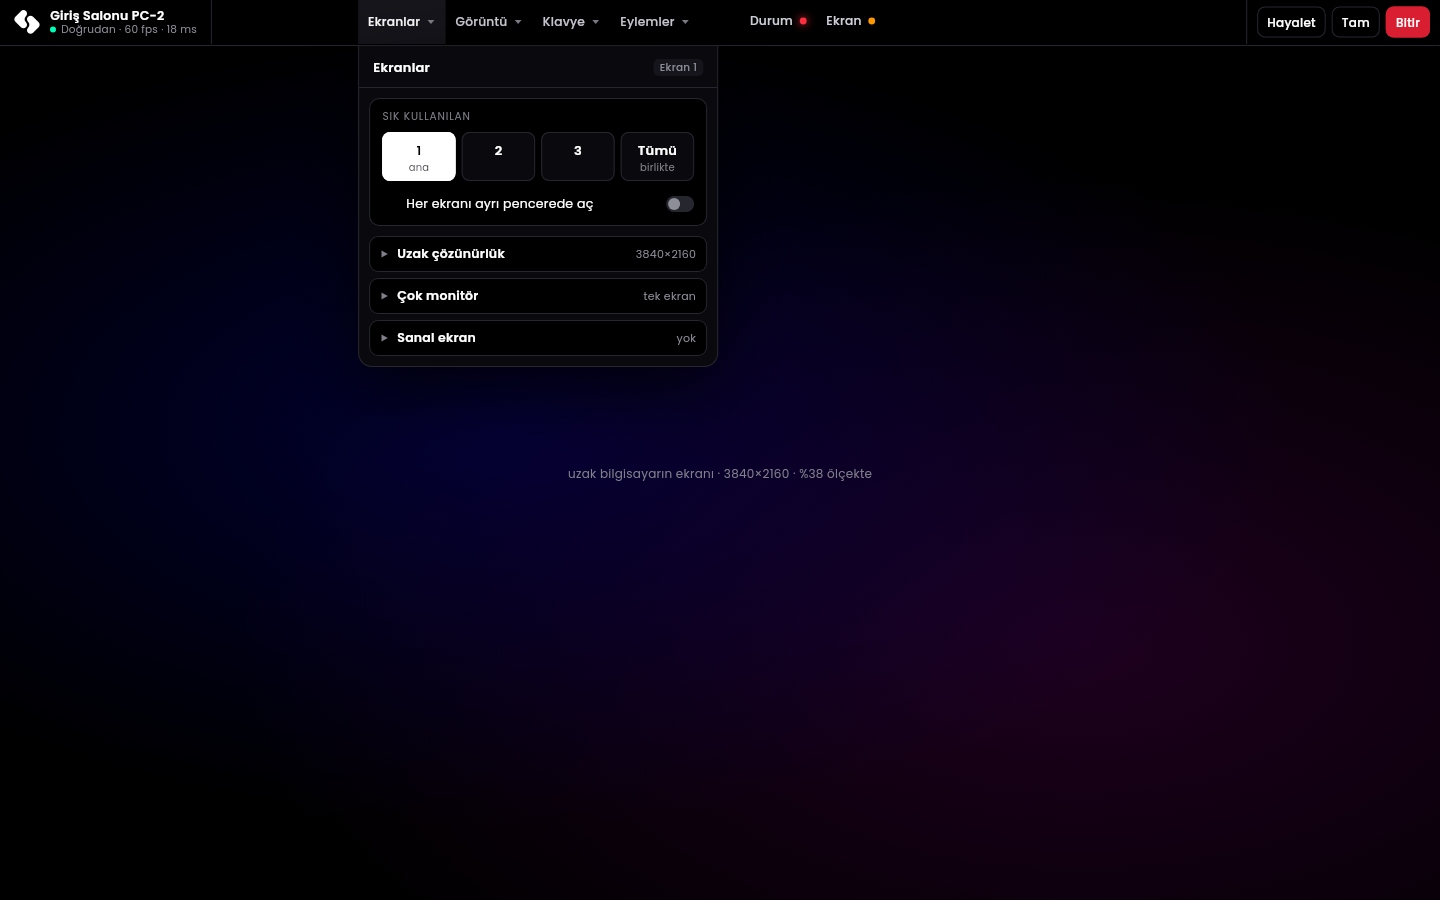 Giriş Salonu PC-2
Doğrudan · 60 fps · 18 ms
Ekranlar
Görüntü
Klavye
Eylemler
Durum
Ekran
Hayalet
Tam
Bitir
Ekranlar
Ekran 1
SIK KULLANILAN
1
ana
2
3
Tümü
birlikte
Her ekranı ayrı pencerede aç
Uzak çözünürlük
3840×2160
Çok monitör
tek ekran
Sanal ekran
yok
uzak bilgisayarın ekranı · 3840×2160 · %38 ölçekte